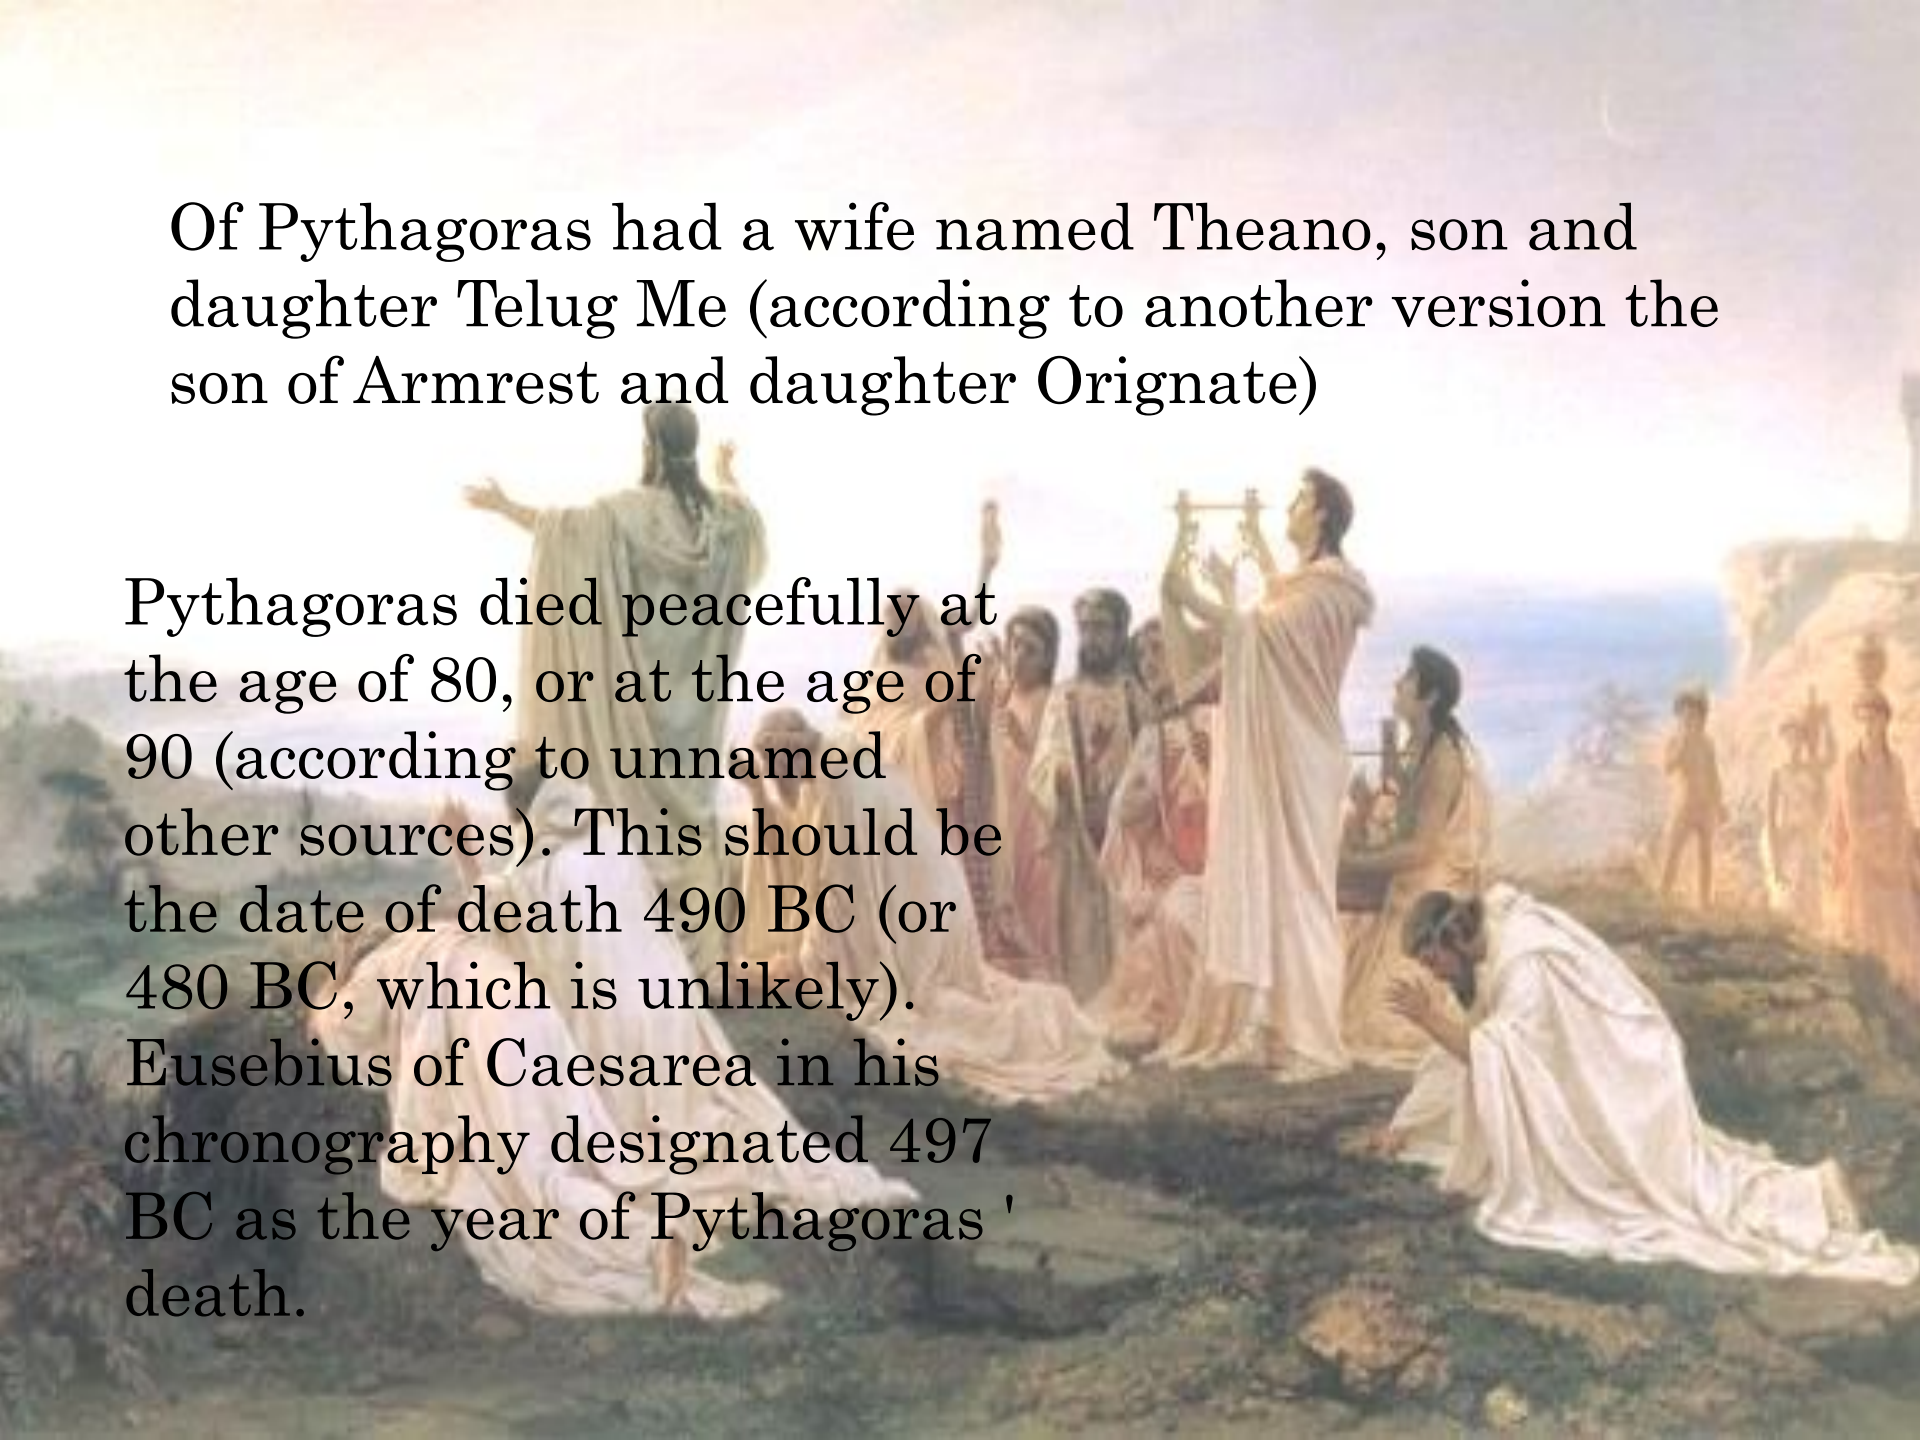 Of Pythagoras had a wife named Theano, son and
daughter Telug Me (according to another version the
son of Armrest and daughter Orignate)
Pythagoras died peacefully at
the age of 80, or at the age of
90 (according to unnamed
other sources). This should be
the date of death 490 BC (or
480 BC, which is unlikely).
Eusebius of Caesarea in his
chronography designated 497
BC as the year of Pythagoras '
death.